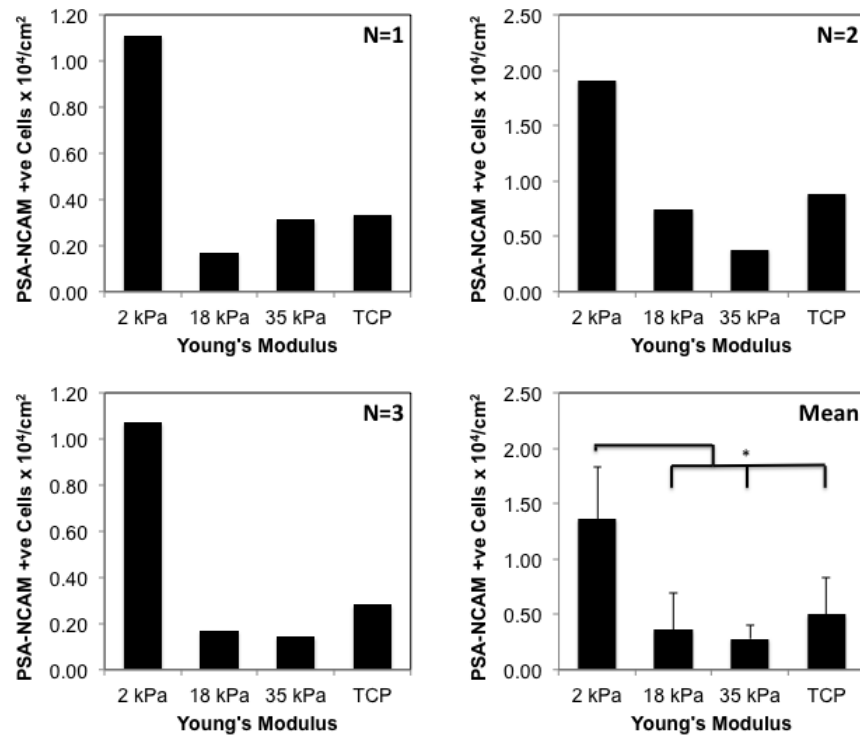 PSA-NCAM +ve Cells x 10⁴/cm²
1.20
1.00
0.80
0.60
0.40
0.20
0.00
N=1
2 kPa 18 kPa 35 kPa TCP
Young's Modulus
PSA-NCAM +ve Cells x 10⁴/cm²
2.50
2.00
1.50
1.00
0.50
0.00
N=2
2 kPa 18 kPa 35 kPa TCP
Young's Modulus
PSA-NCAM +ve Cells x 10⁴/cm²
1.20
1.00
0.80
0.60
0.40
0.20
0.00
N=3
2 kPa 18 kPa 35 kPa TCP
Young's Modulus
PSA-NCAM +ve Cells x 10⁴/cm²
2.50
2.00
1.50
1.00
0.50
0.00
Mean
*
2 kPa 18 kPa 35 kPa TCP
Young's Modulus